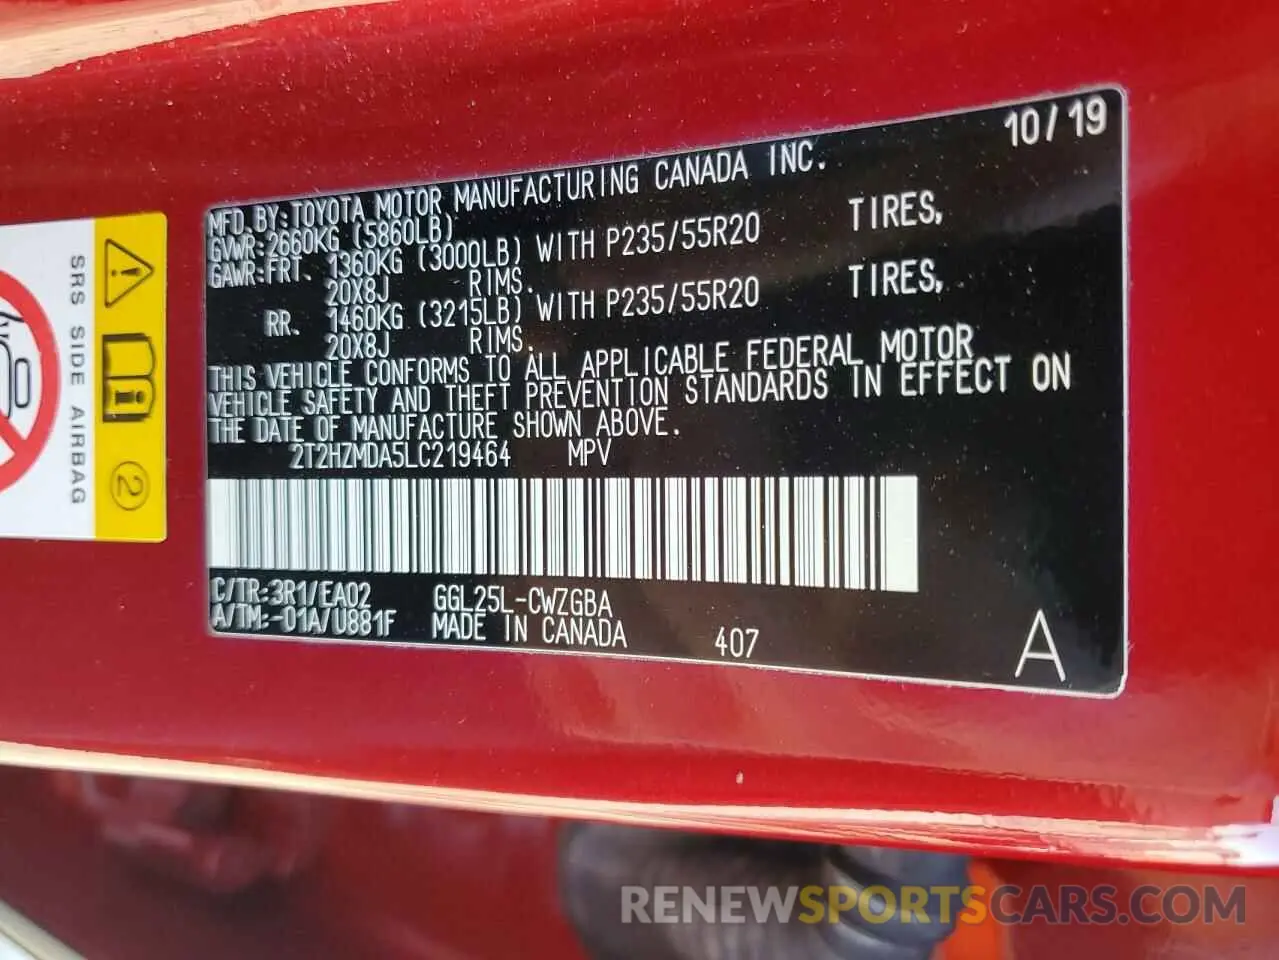 10/19
MFD.BY:TOYOTA MOTOR MANUFACTURING CANADA INC.
GVWR:2660KG (5860LB)
GAWR:FRT. 1360KG (3000LB) WITH P235/55R20 TIRES,
20X8J RIMS.
RR. 1460KG (3215LB) WITH P235/55R20 TIRES,
20X8J RIMS.
THIS VEHICLE CONFORMS TO ALL APPLICABLE FEDERAL MOTOR
VEHICLE SAFETY AND THEFT PREVENTION STANDARDS IN EFFECT ON
THE DATE OF MANUFACTURE SHOWN ABOVE.
2T2HZMDA5LC219464 MPV
C/TR:3R1/EA02 GGL25L-CWZGBA
A/TM:-01A/U881F MADE IN CANADA 407
A
SRS SIDE AIRBAG
2
RENEWSPORTSCARS.COM